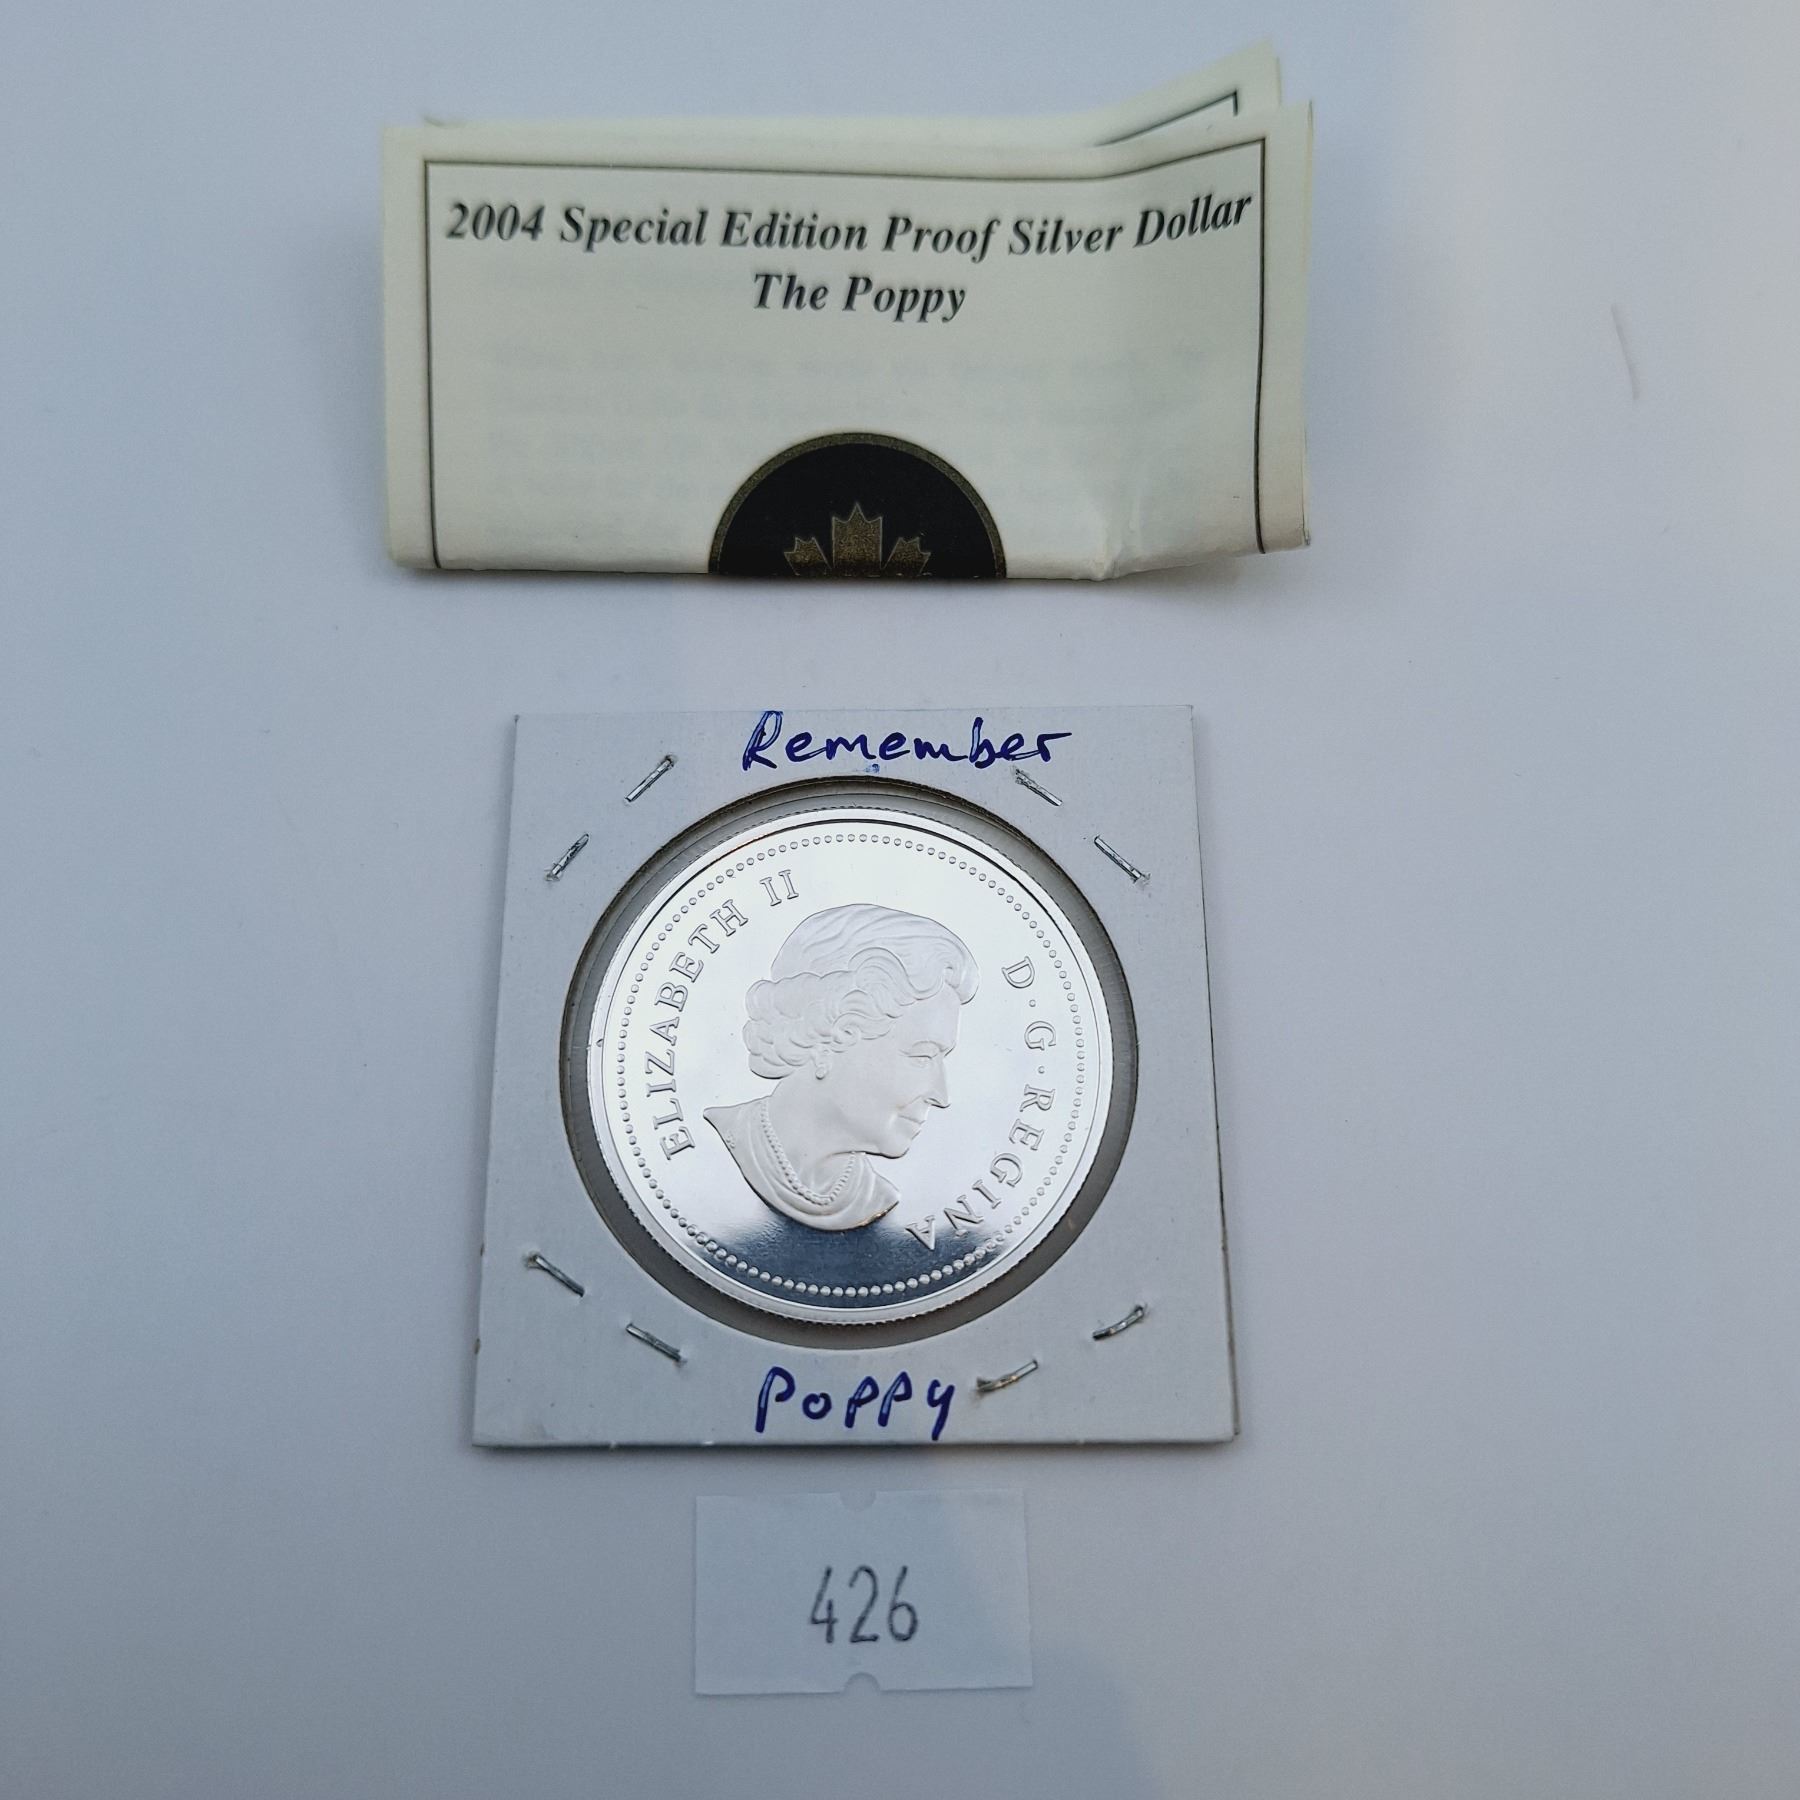 2004 Special Edition Proof Silver Dollar
The Poppy
Remember
ELIZABETH II D·G·REGINA
Poppy
426